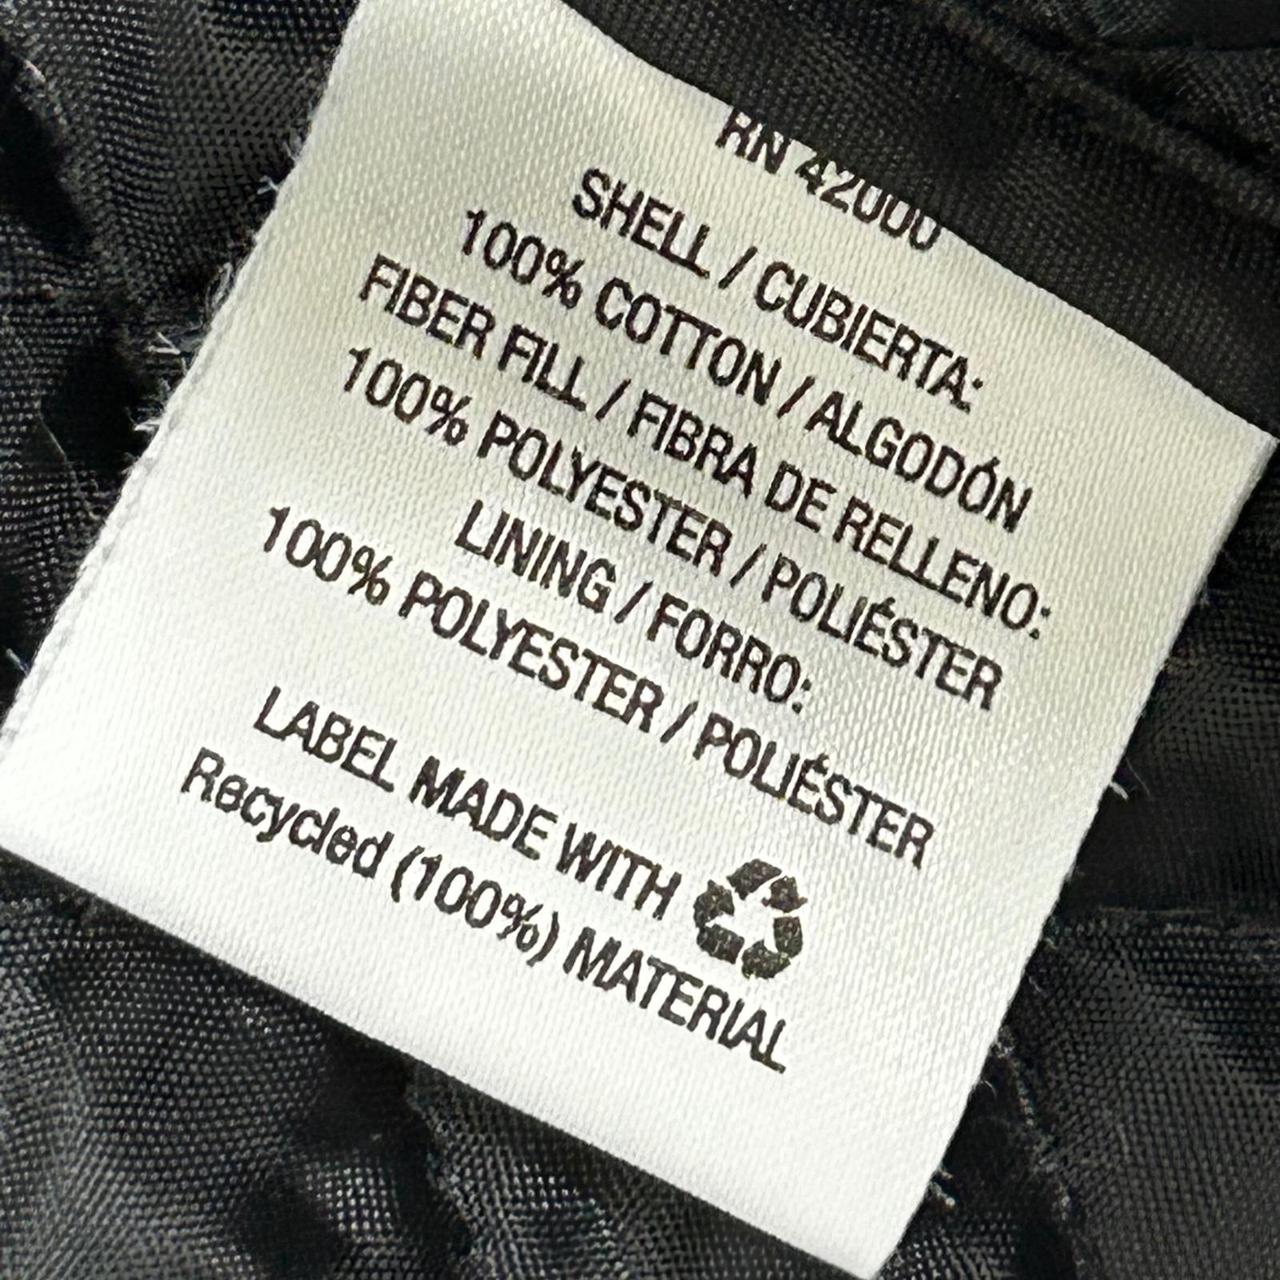 RN 42000
SHELL / CUBIERTA:
100% COTTON / ALGODÓN
FIBER FILL / FIBRA DE RELLENO:
100% POLYESTER / POLIÉSTER
LINING / FORRO:
100% POLYESTER / POLIÉSTER
LABEL MADE WITH
Recycled (100%) MATERIAL